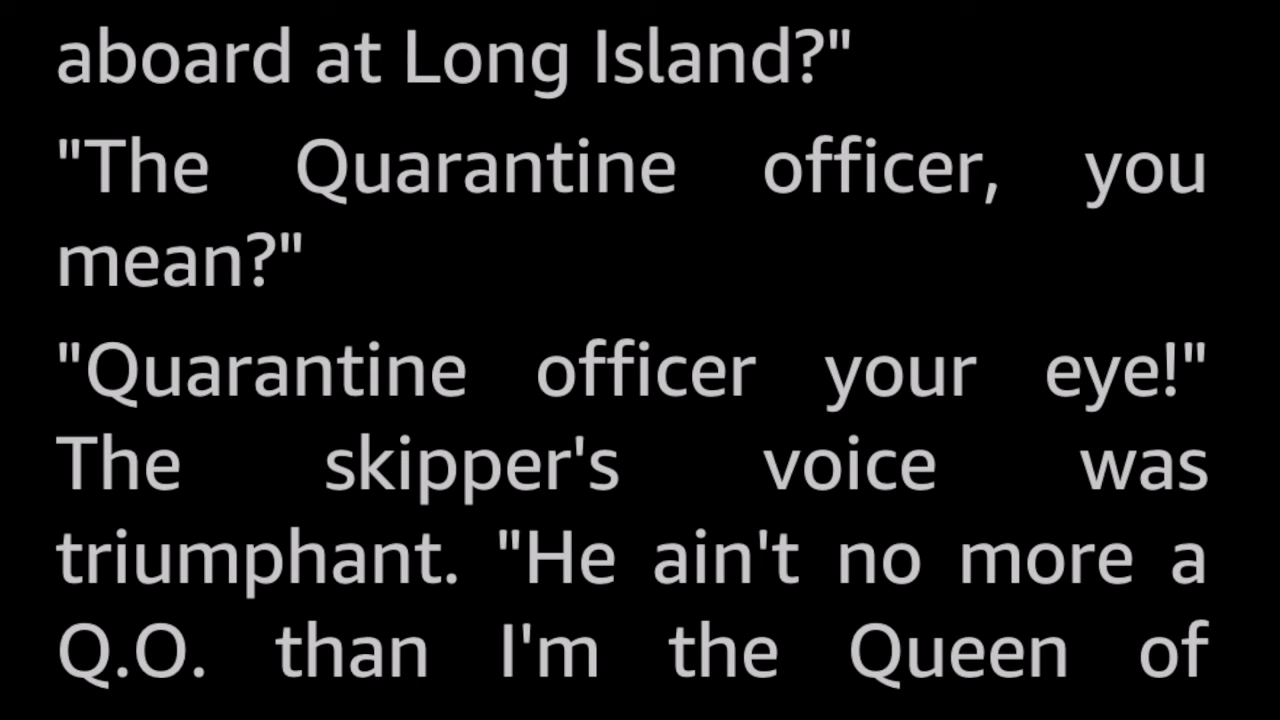 aboard at Long Island?"
"The Quarantine officer, you
mean?"
"Quarantine officer your eye!"
The skipper's voice was
triumphant. "He ain't no more a
Q.O. than I'm the Queen of